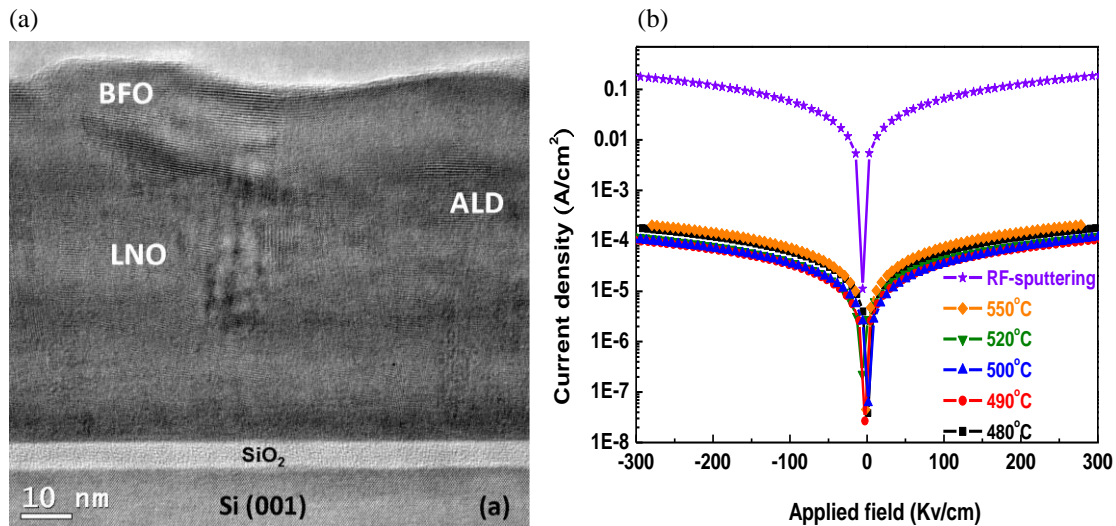 (a)
BFO
ALD
LNO
SiO₂
10 nm
Si (001)
(a)
(b)
Current density (A/cm²)
0.1
0.01
1E-3
1E-4
1E-5
1E-6
1E-7
1E-8
RF-sputtering
550°C
520°C
500°C
490°C
480°C
-300 -200 -100 0 100 200 300
Applied field (Kv/cm)